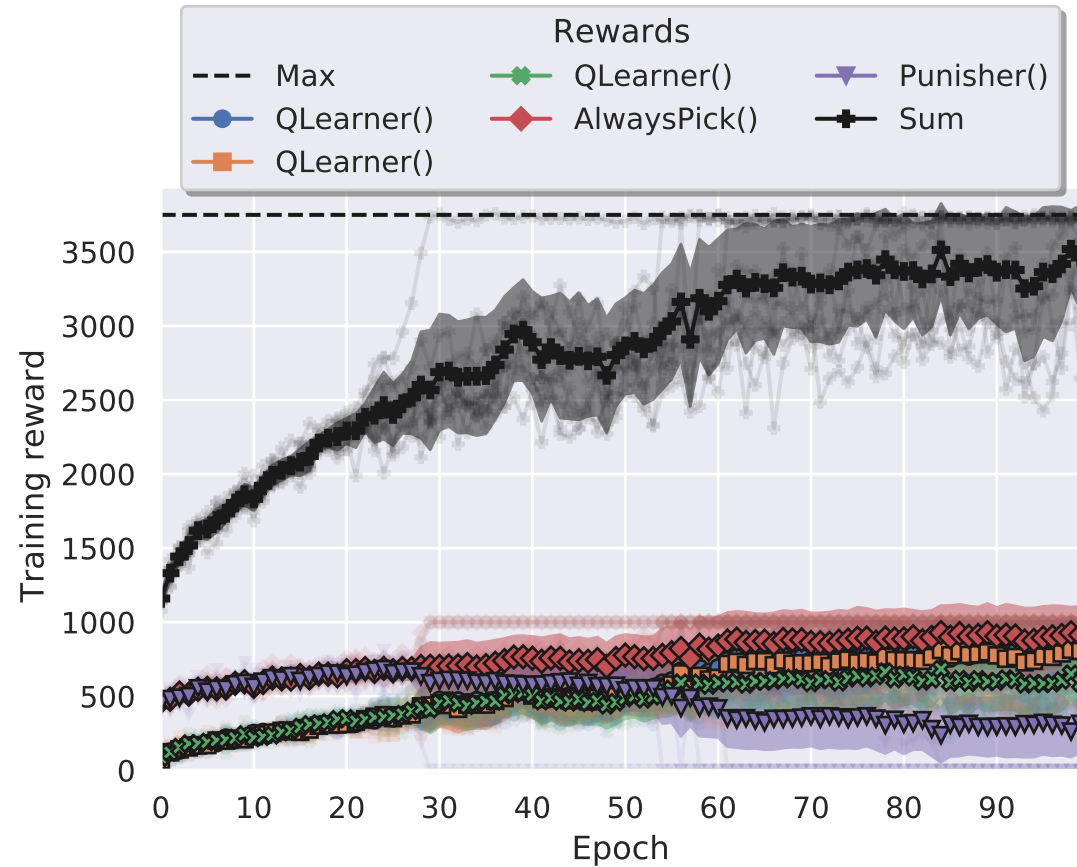 Rewards
Max
QLearner()
QLearner()
QLearner()
AlwaysPick()
Punisher()
Sum
Training reward
3500
3000
2500
2000
1500
1000
500
0
0 10 20 30 40 50 60 70 80 90
Epoch